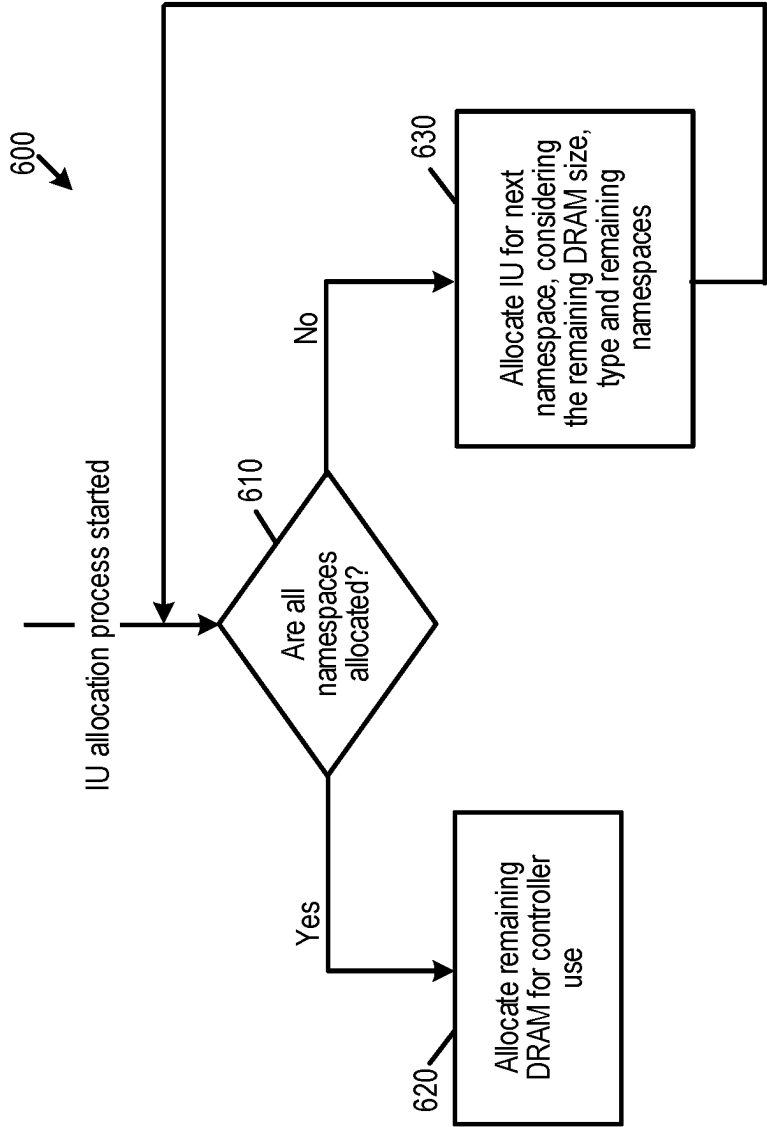 600
IU allocation process started
610
Are all
namespaces
allocated?
Yes
No
620
Allocate remaining
DRAM for controller
use
630
Allocate IU for next
namespace, considering
the remaining DRAM size,
type and remaining
namespaces